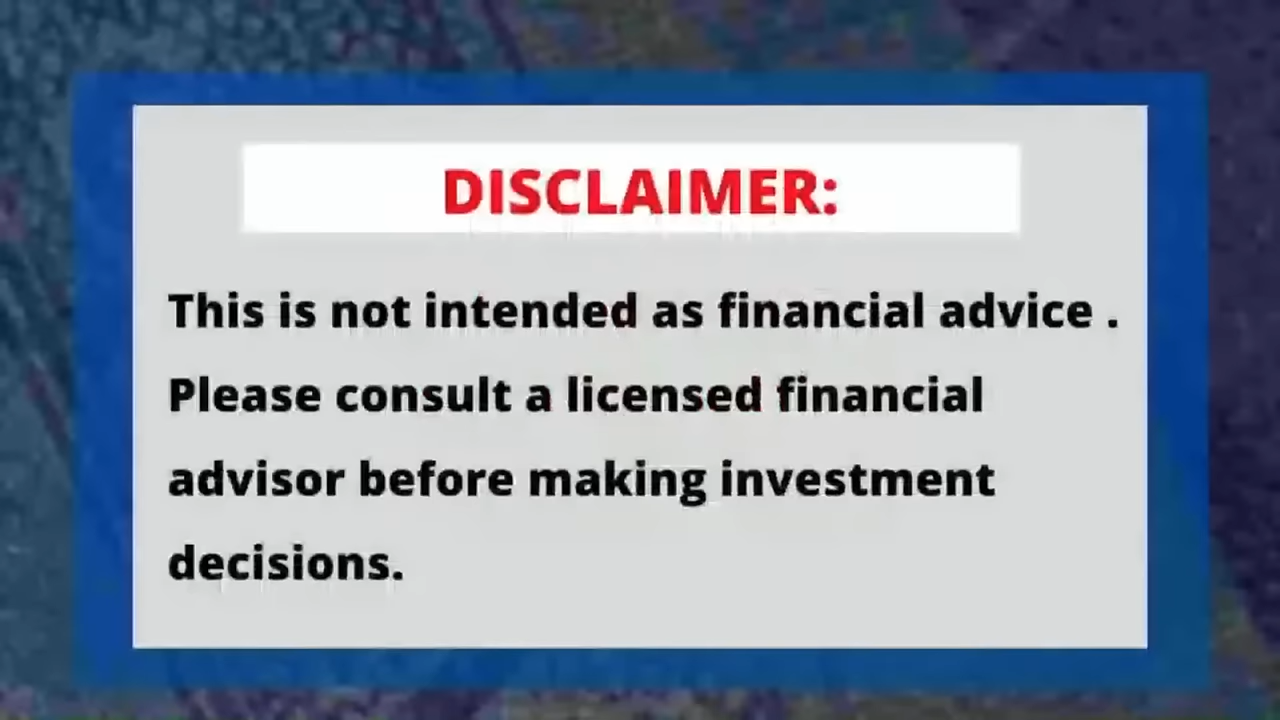 DISCLAIMER:
This is not intended as financial advice .
Please consult a licensed financial
advisor before making investment
decisions.